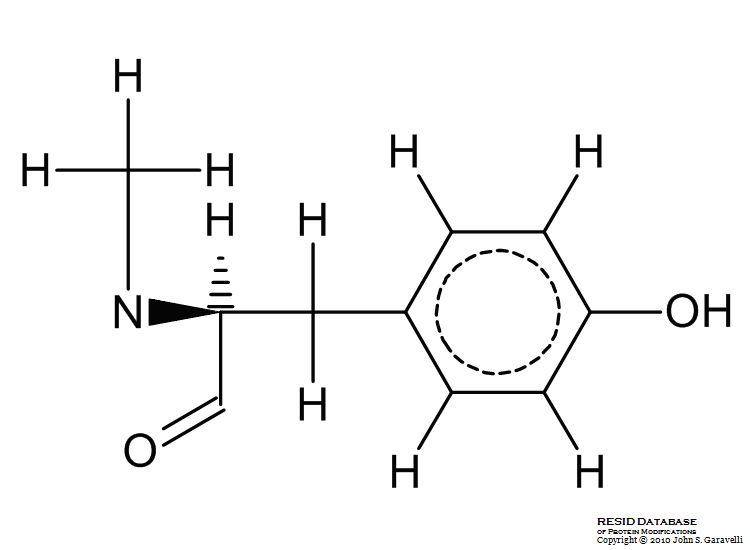 H
H H
H H H H
N OH
O H
H H
RESID DATABASE
OF PROTEIN MODIFICATIONS
Copyright © 2010 John S. Garavelli